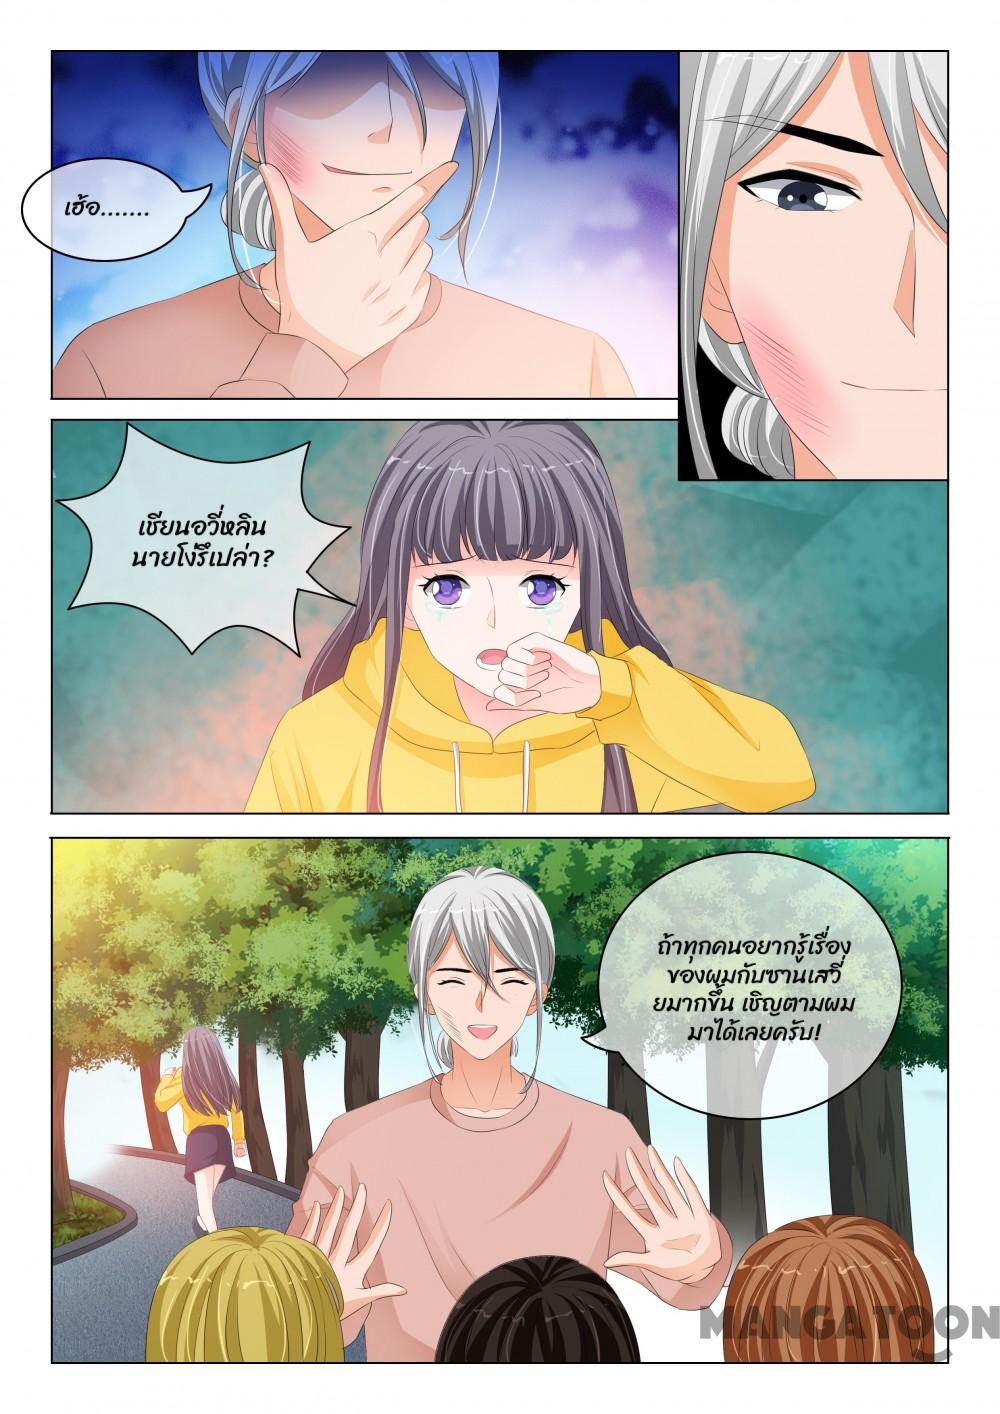 เฮ้อ.......
เชียนอวี่หลิน
นายโง่รึเปล่า?
ถ้าทุกคนอยากรู้เรื่อง
ของผมกับซานเสวี่
ยมากขึ้น เชิญตามผม
มาได้เลยครับ!
MANGATOON